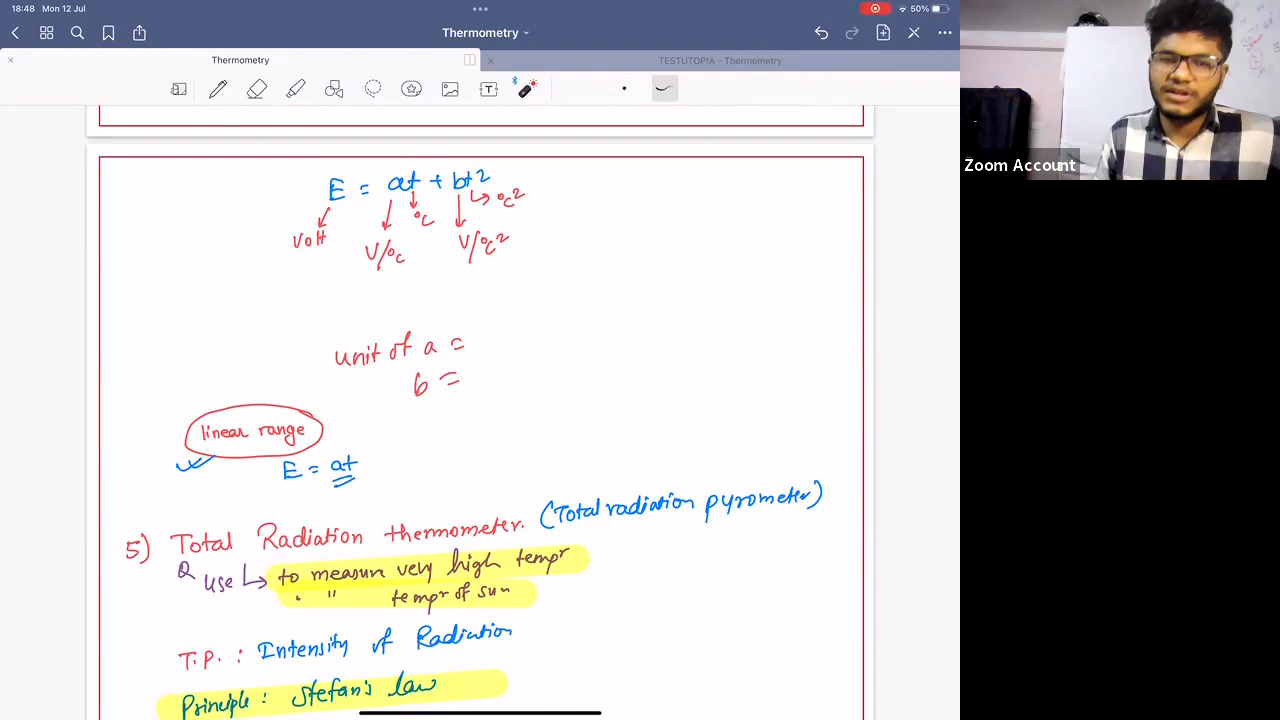 18:48 Mon 12 Jul
50%
Thermometry
Thermometry
TESTUTOP!A - Thermometry
T
Zoom Account
E = at + bt2
°C
°C2
Volt
V/°C
V/°C2
unit of a =
b =
linear range
E = at
5) Total Radiation thermometer. (Total radiation pyrometer)
Q use to measure very high tempr
" " tempr of sun
T.P. : Intensity of Radiation
Principle : Stefan's law